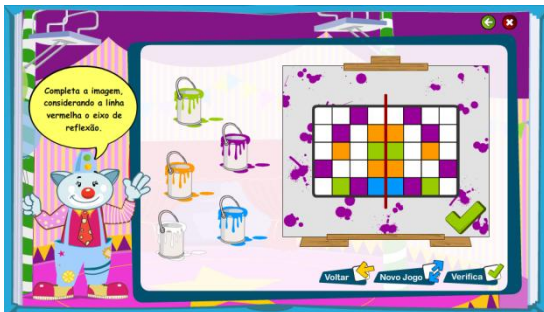 Completa a imagem,
considerando a linha
vermelha o eixo de
reflexão.
Voltar
Novo Jogo
Verifica